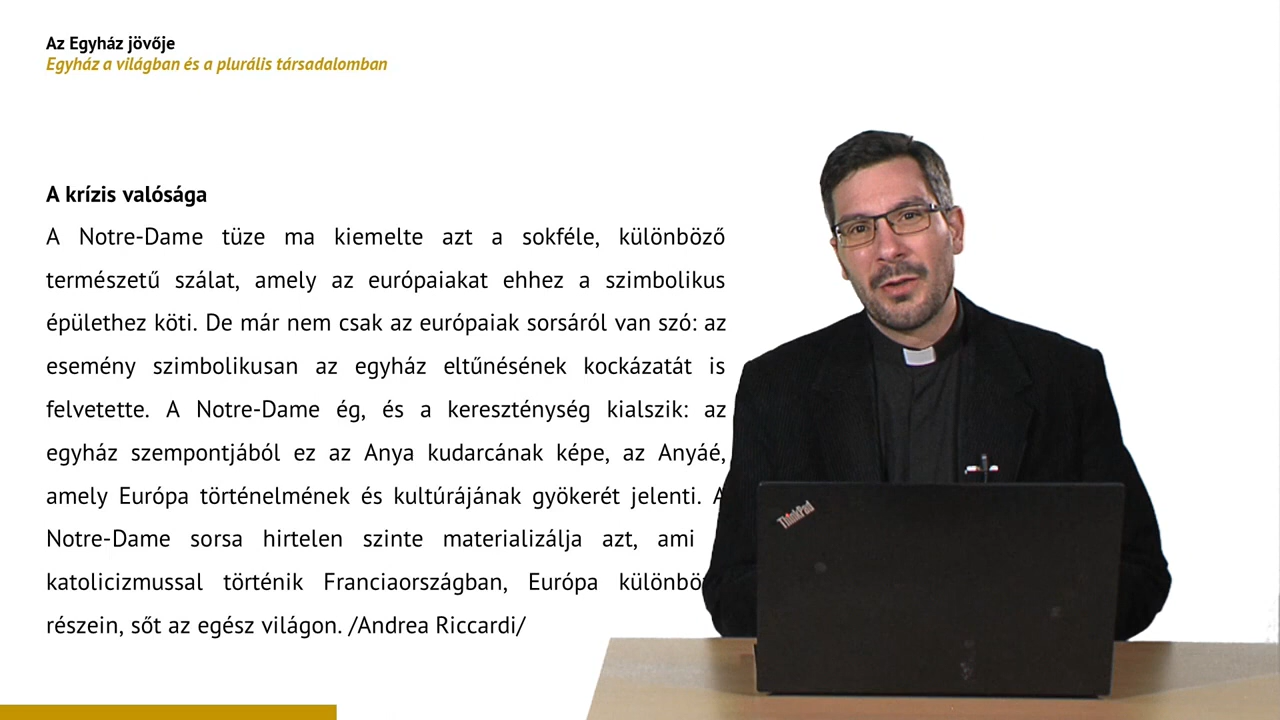 Az Egyház jövője
Egyház a világban és a plurális társadalomban
A krízis valósága
A Notre-Dame tüze ma kiemelte azt a sokféle, különböző
természetű szálat, amely az európaiakat ehhez a szimbolikus
épülethez köti. De már nem csak az európaiak sorsáról van szó: az
esemény szimbolikusan az egyház eltűnésének kockázatát is
felvetette. A Notre-Dame ég, és a kereszténység kialszik: az
egyház szempontjából ez az Anya kudarcának képe, az Anyáé,
amely Európa történelmének és kultúrájának gyökerét jelenti. A
Notre-Dame sorsa hirtelen szinte materializálja azt, ami
katolicizmussal történik Franciaországban, Európa
részein, sőt az egész világon. /Andrea Riccardi/
ThinkPad